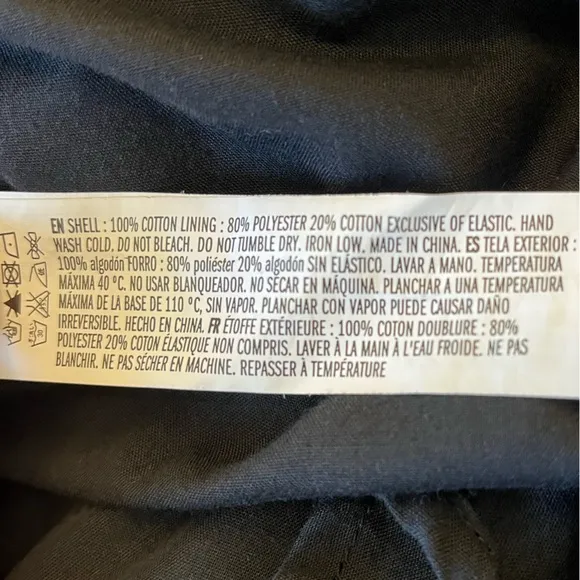 EN SHELL : 100% COTTON LINING : 80% POLYESTER 20% COTTON EXCLUSIVE OF ELASTIC. HAND
WASH COLD. DO NOT BLEACH. DO NOT TUMBLE DRY. IRON LOW. MADE IN CHINA. ES TELA EXTERIOR :
100% algodón FORRO : 80% poliéster 20% algodón SIN ELÁSTICO. LAVAR A MANO. TEMPERATURA
MÁXIMA 40 °C. NO USAR BLANQUEADOR. NO SECAR EN MÁQUINA. PLANCHAR A UNA TEMPERATURA
MÁXIMA DE LA BASE DE 110 °C, SIN VAPOR. PLANCHAR CON VAPOR PUEDE CAUSAR DAÑO
IRREVERSIBLE. HECHO EN CHINA. FR ÉTOFFE EXTÉRIEURE : 100% COTON DOUBLURE : 80%
POLYESTER 20% COTON ÉLASTIQUE NON COMPRIS. LAVER À LA MAIN À L'EAU FROIDE. NE PAS
BLANCHIR. NE PAS SÉCHER EN MACHINE. REPASSER À TEMPÉRATURE